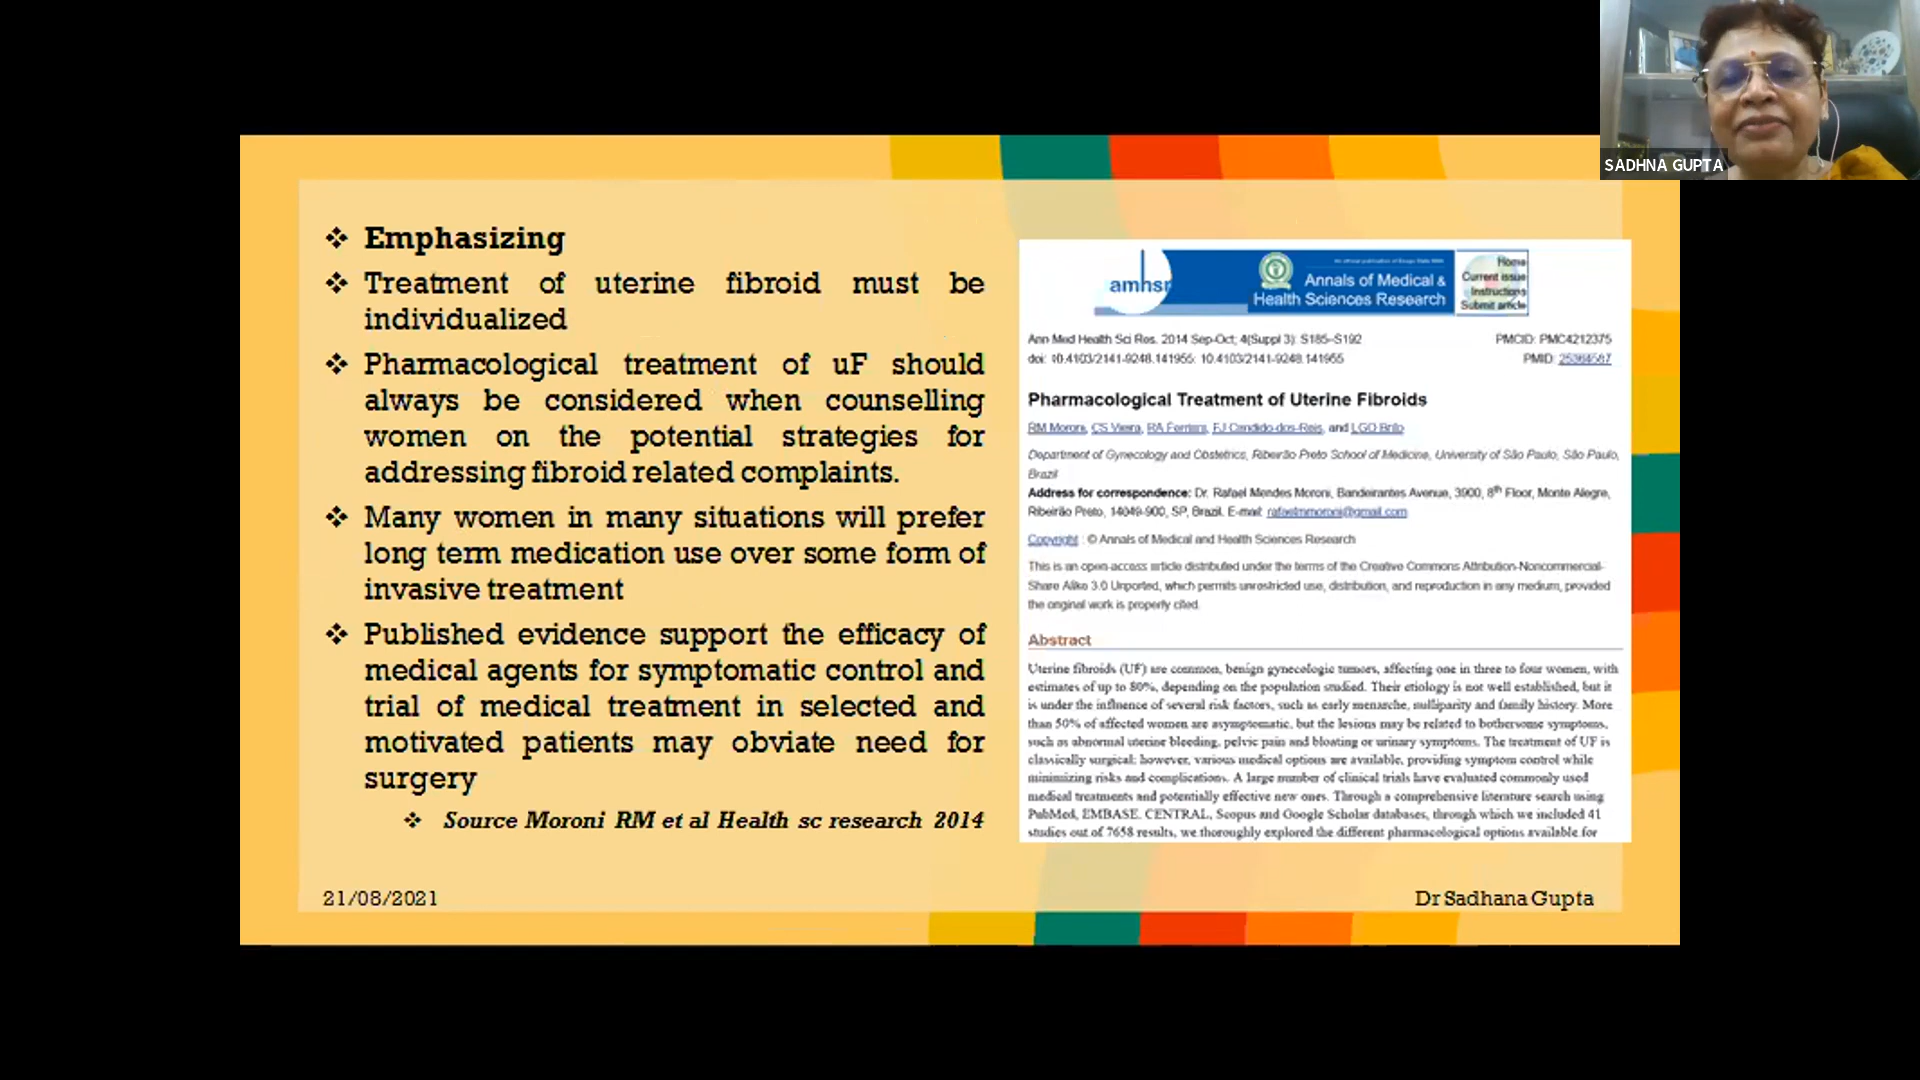 SADHNA GUPTA
❖ Emphasizing
❖ Treatment of uterine fibroid must be
individualized
❖ Pharmacological treatment of uF should
always be considered when counselling
women on the potential strategies for
addressing fibroid related complaints.
❖ Many women in many situations will prefer
long term medication use over some form of
invasive treatment
❖ Published evidence support the efficacy of
medical agents for symptomatic control and
trial of medical treatment in selected and
motivated patients may obviate need for
surgery
❖ Source Moroni RM et al Health sc research 2014
amhsr
Annals of Medical &
Health Sciences Research
Home
Current issue
Instructions
Submit article
Ann Med Health Sci Res. 2014 Sep-Oct; 4(Suppl 3): S185–S192
PMCID: PMC4212375
doi: 10.4103/2141-9248.141955: 10.4103/2141-9248.141955
PMID: 25364587
Pharmacological Treatment of Uterine Fibroids
RM Moroni, CS Vieira, RA Ferriani, FJ Candido-dos-Reis, and LGO Brito
Department of Gynecology and Obstetrics, Ribeirão Preto School of Medicine, University of São Paulo, São Paulo,
Brazil
Address for correspondence: Dr. Rafael Mendes Moroni, Bandeirantes Avenue, 3900, 8th Floor, Monte Alegre,
Ribeirão Preto, 14049-900, SP, Brazil. E-mail: rafaelmmoroni@gmail.com
Copyright : © Annals of Medical and Health Sciences Research
This is an open-access article distributed under the terms of the Creative Commons Attribution-Noncommercial-
Share Alike 3.0 Unported, which permits unrestricted use, distribution, and reproduction in any medium, provided
the original work is properly cited.
Abstract
Uterine fibroids (UF) are common, benign gynecologic tumors, affecting one in three to four women, with
estimates of up to 80%, depending on the population studied. Their etiology is not well established, but it
is under the influence of several risk factors, such as early menarche, nulliparity and family history. More
than 50% of affected women are asymptomatic, but the lesions may be related to bothersome symptoms,
such as abnormal uterine bleeding, pelvic pain and bloating or urinary symptoms. The treatment of UF is
classically surgical; however, various medical options are available, providing symptom control while
minimizing risks and complications. A large number of clinical trials have evaluated commonly used
medical treatments and potentially effective new ones. Through a comprehensive literature search using
PubMed, EMBASE, CENTRAL, Scopus and Google Scholar databases, through which we included 41
studies out of 7658 results, we thoroughly explored the different pharmacological options available for
21/08/2021
Dr Sadhana Gupta